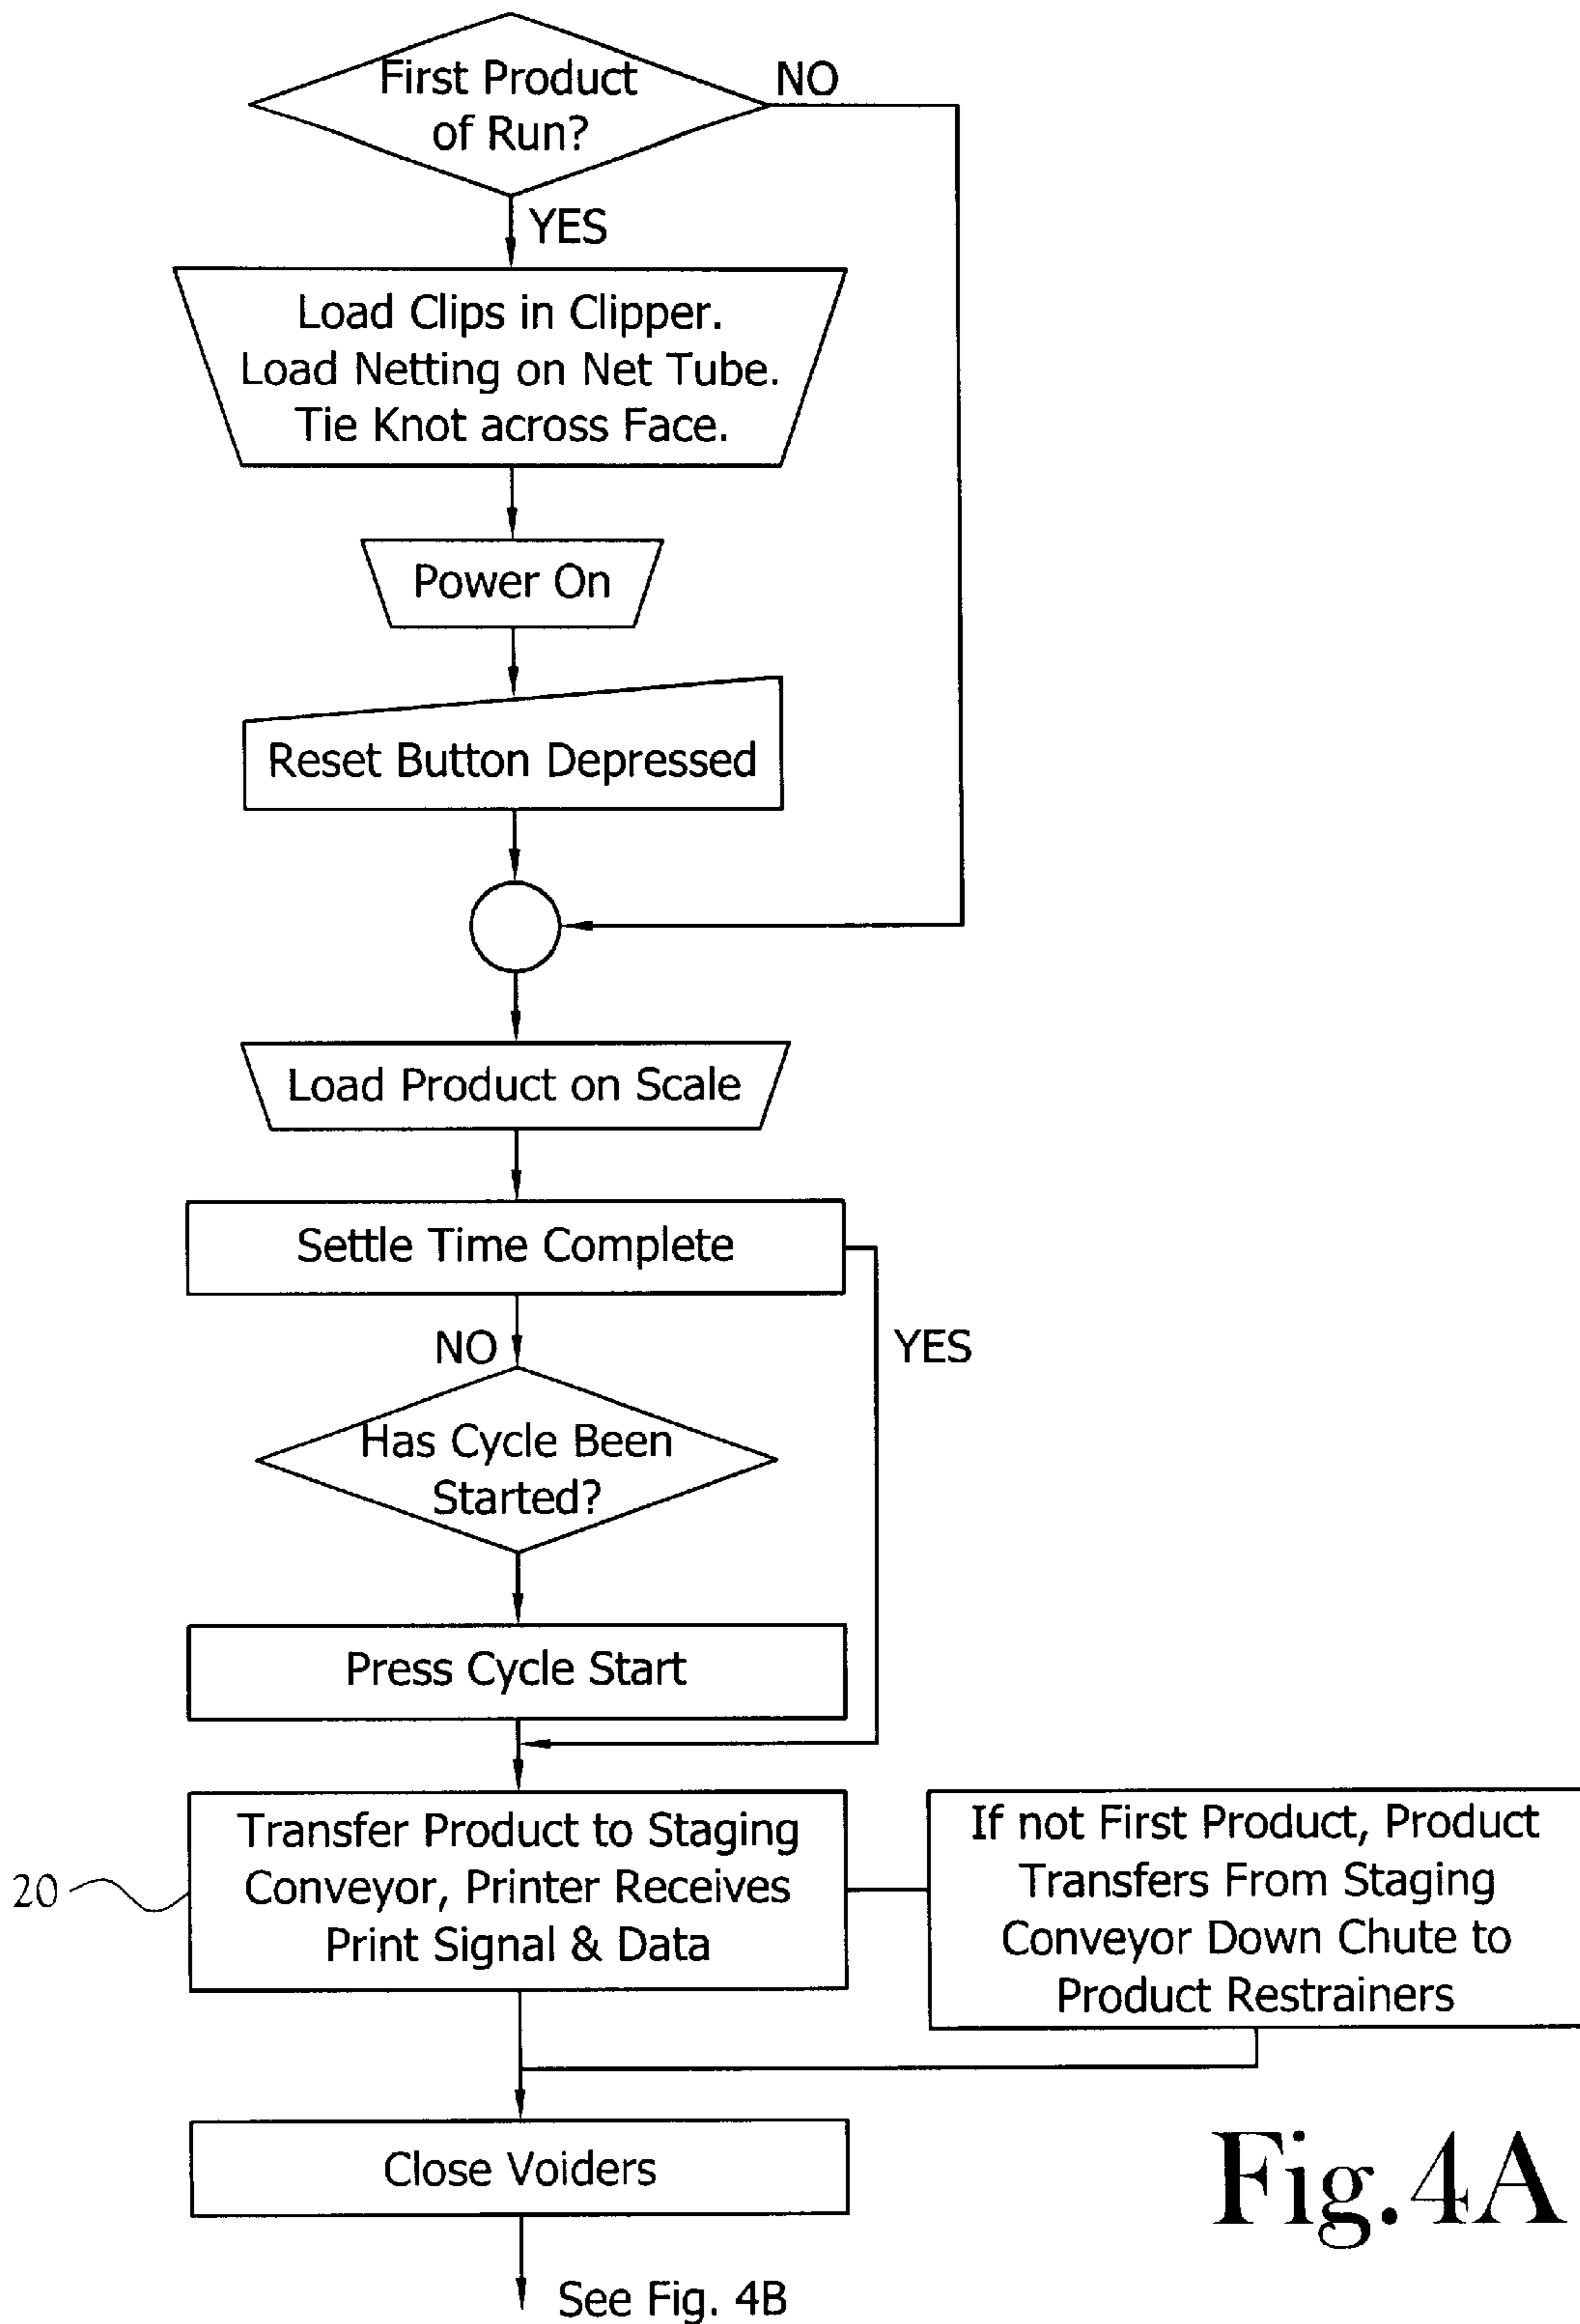 First Product
of Run?
NO
YES
Load Clips in Clipper.
Load Netting on Net Tube.
Tie Knot across Face.
Power On
Reset Button Depressed
Load Product on Scale
Settle Time Complete
NO
YES
Has Cycle Been
Started?
Press Cycle Start
20
Transfer Product to Staging
Conveyor, Printer Receives
Print Signal & Data
If not First Product, Product
Transfers From Staging
Conveyor Down Chute to
Product Restrainers
Close Voiders
Fig.4A
See Fig. 4B